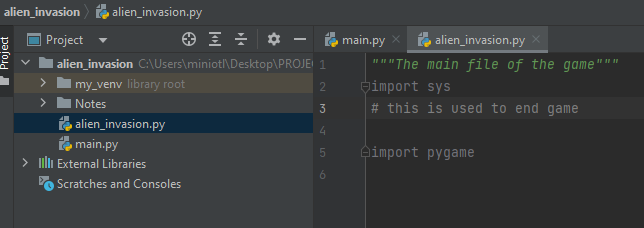 alien_invasion alien_invasion.py
Project
Project
alien_invasion C:\Users\miniotl\Desktop\PROJE
my_venv library root
Notes
alien_invasion.py
main.py
External Libraries
Scratches and Consoles
main.py alien_invasion.py
1 """The main file of the game"""
2 import sys
3 # this is used to end game
4
5 import pygame
6